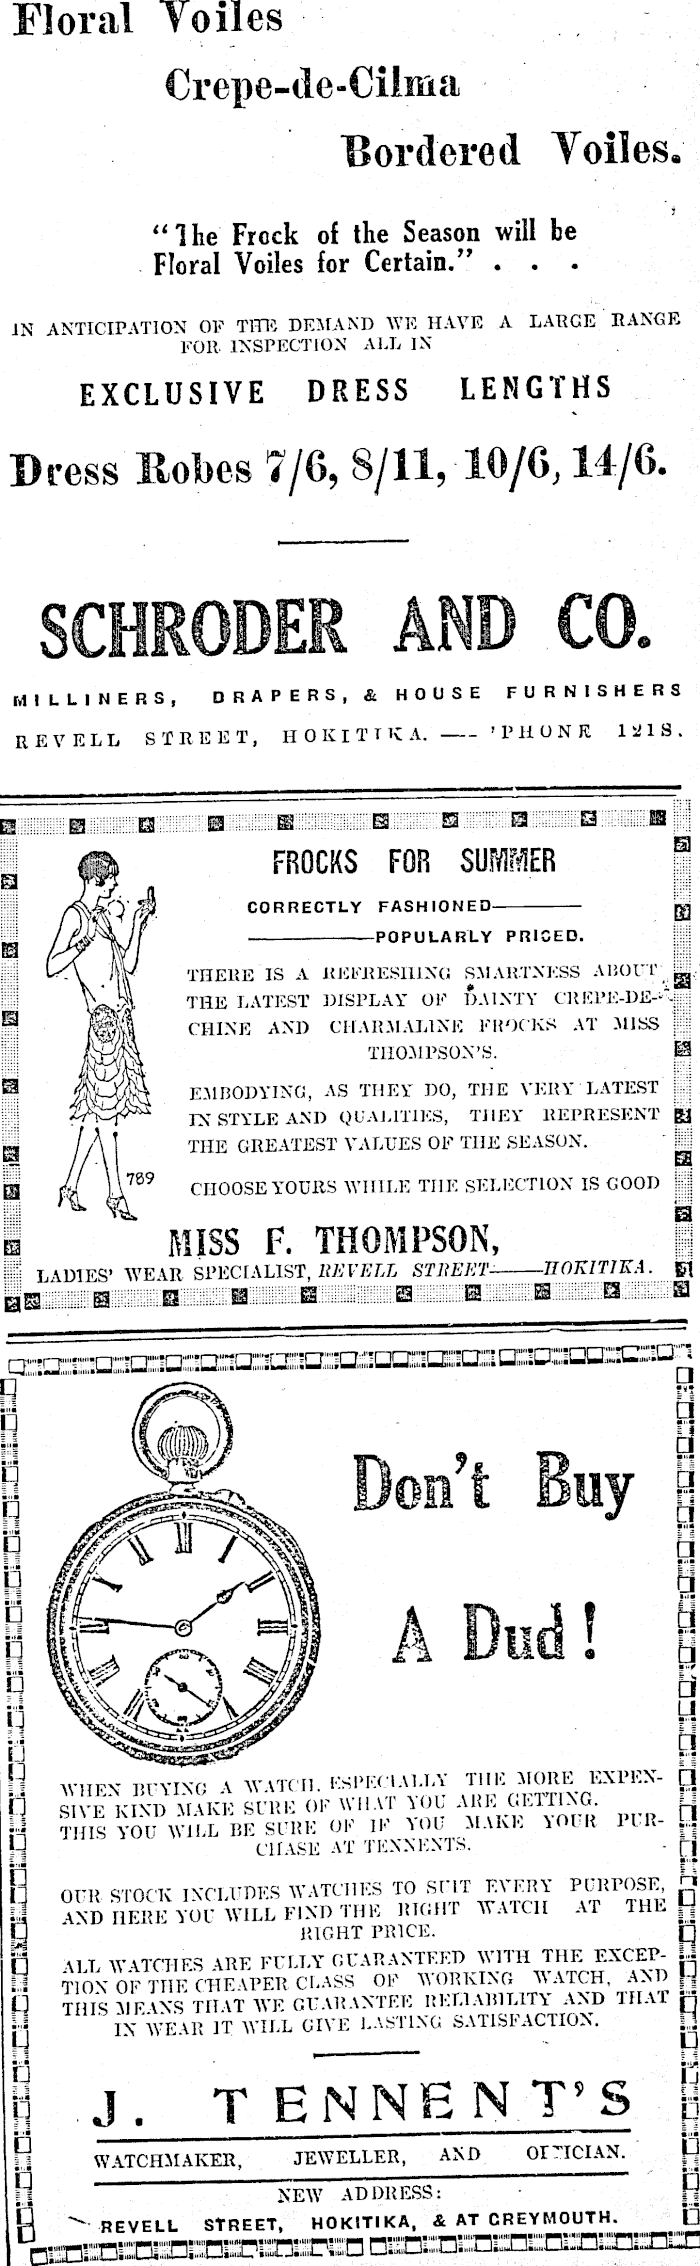 Floral Voiles
Crepe-de-Cilma
Bordered Voiles.
“The Frock of the Season will be
Floral Voiles for Certain.” . . .
IN ANTICIPATION OF THE DEMAND WE HAVE A LARGE RANGE
FOR INSPECTION ALL IN
EXCLUSIVE DRESS LENGTHS
Dress Robes 7/6, 8/11, 10/6, 14/6.
SCHRODER AND CO.
MILLINERS, DRAPERS, & HOUSE FURNISHERS
REVELL STREET, HOKITIKA. —— ’PHONE 121S.
FROCKS FOR SUMMER
CORRECTLY FASHIONED————
——————POPULARLY PRICED.
THERE IS A REFRESHING SMARTNESS ABOUT
THE LATEST DISPLAY OF DAINTY CREPE-DE-
CHINE AND CHARMALINE FROCKS AT MISS
THOMPSON’S.
EMBODYING, AS THEY DO, THE VERY LATEST
IN STYLE AND QUALITIES, THEY REPRESENT
THE GREATEST VALUES OF THE SEASON.
789
CHOOSE YOURS WHILE THE SELECTION IS GOOD
MISS F. THOMPSON,
LADIES’ WEAR SPECIALIST, REVELL STREET——HOKITIKA.
Don’t Buy
A Dud!
WHEN BUYING A WATCH, ESPECIALLY THE MORE EXPEN-
SIVE KIND MAKE SURE OF WHAT YOU ARE GETTING.
THIS YOU WILL BE SURE OF IF YOU MAKE YOUR PUR-
CHASE AT TENNENTS.
OUR STOCK INCLUDES WATCHES TO SUIT EVERY PURPOSE,
AND HERE YOU WILL FIND THE RIGHT WATCH AT THE
RIGHT PRICE.
ALL WATCHES ARE FULLY GUARANTEED WITH THE EXCEP-
TION OF THE CHEAPER CLASS OF WORKING WATCH, AND
THIS MEANS THAT WE GUARANTEE RELIABILITY AND THAT
IN WEAR IT WILL GIVE LASTING SATISFACTION.
J. TENNENT’S
WATCHMAKER, JEWELLER, AND OPTICIAN.
NEW ADDRESS:
REVELL STREET, HOKITIKA, & AT GREYMOUTH.